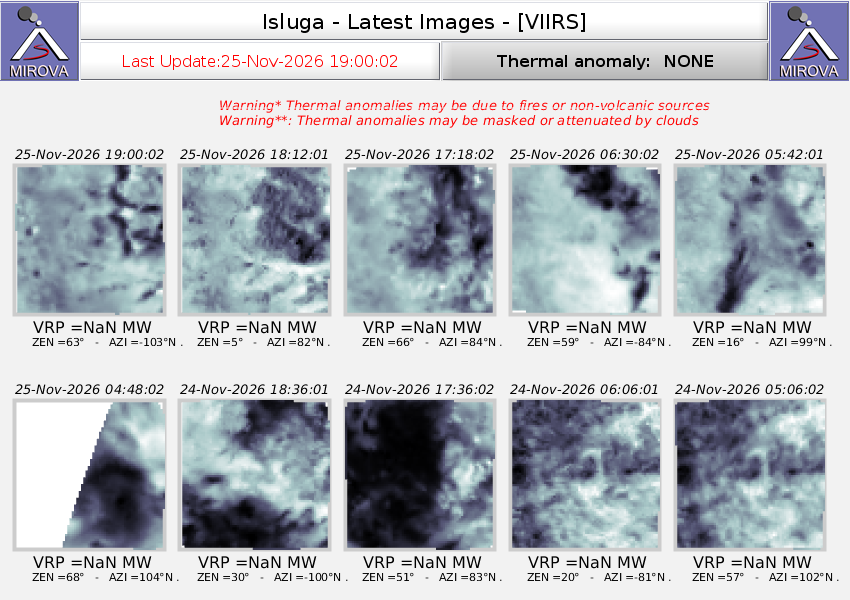 MIROVA
Isluga - Latest Images - [VIIRS]
MIROVA
Last Update:25-Nov-2026 19:00:02
Thermal anomaly: NONE
Warning* Thermal anomalies may be due to fires or non-volcanic sources
Warning**: Thermal anomalies may be masked or attenuated by clouds
25-Nov-2026 19:00:02 25-Nov-2026 18:12:01 25-Nov-2026 17:18:02 25-Nov-2026 06:30:02 25-Nov-2026 05:42:01
VRP =NaN MW VRP =NaN MW VRP =NaN MW VRP =NaN MW VRP =NaN MW
ZEN =63° - AZI =-103°N . ZEN =5° - AZI =82°N . ZEN =66° - AZI =84°N . ZEN =59° - AZI =-84°N . ZEN =16° - AZI =99°N .
25-Nov-2026 04:48:02 24-Nov-2026 18:36:01 24-Nov-2026 17:36:02 24-Nov-2026 06:06:01 24-Nov-2026 05:06:02
VRP =NaN MW VRP =NaN MW VRP =NaN MW VRP =NaN MW VRP =NaN MW
ZEN =68° - AZI =104°N . ZEN =30° - AZI =-100°N . ZEN =51° - AZI =83°N . ZEN =20° - AZI =-81°N . ZEN =57° - AZI =102°N .